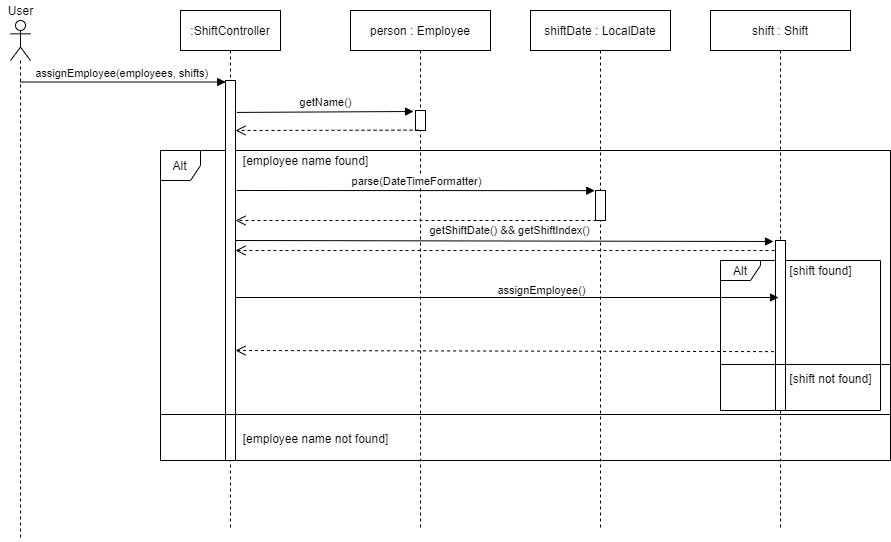 User
:ShiftController
person : Employee
shiftDate : LocalDate
shift : Shift
assignEmployee(employees, shifts)
getName()
Alt
[employee name found]
parse(DateTimeFormatter)
getShiftDate() && getShiftIndex()
Alt
[shift found]
assignEmployee()
[shift not found]
[employee name not found]